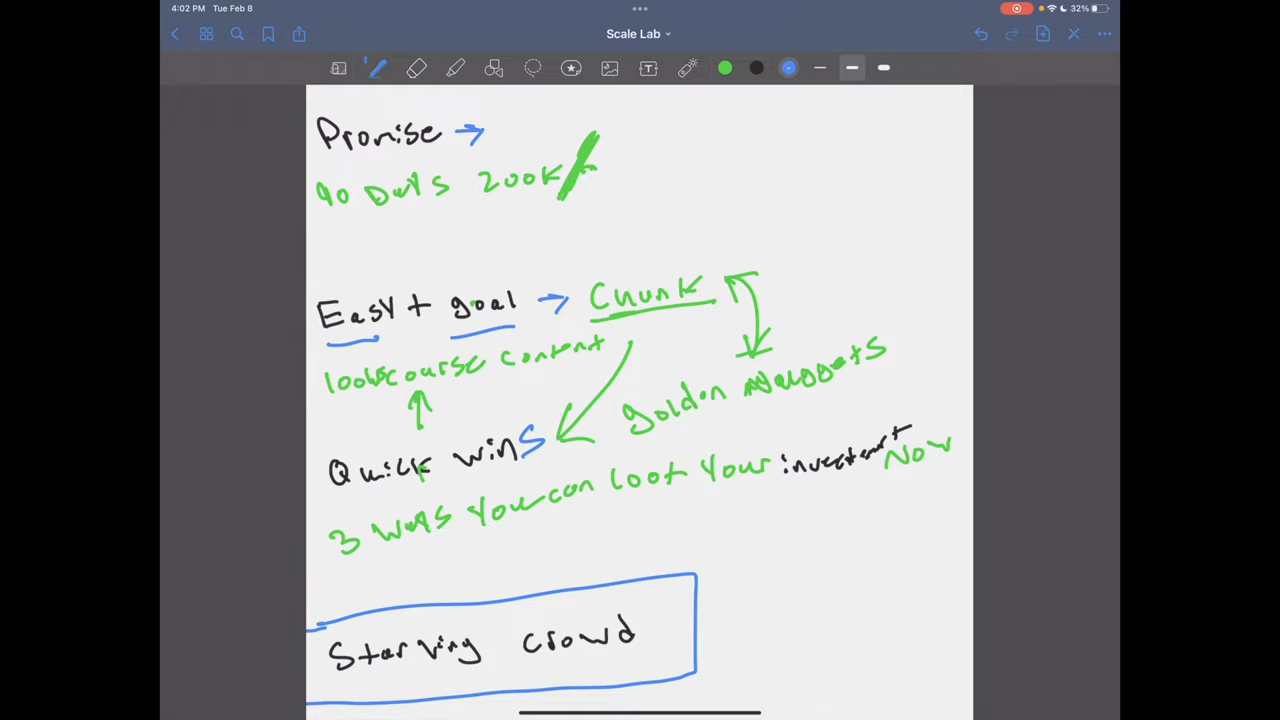 4:02 PM Tue Feb 8
32%
Scale Lab
Promise →
90 Days 200K
Easy + goal → Chunk
course content
golden Nuggets
Quick wins
3 ways you can loot your investment Now
Starving crowd